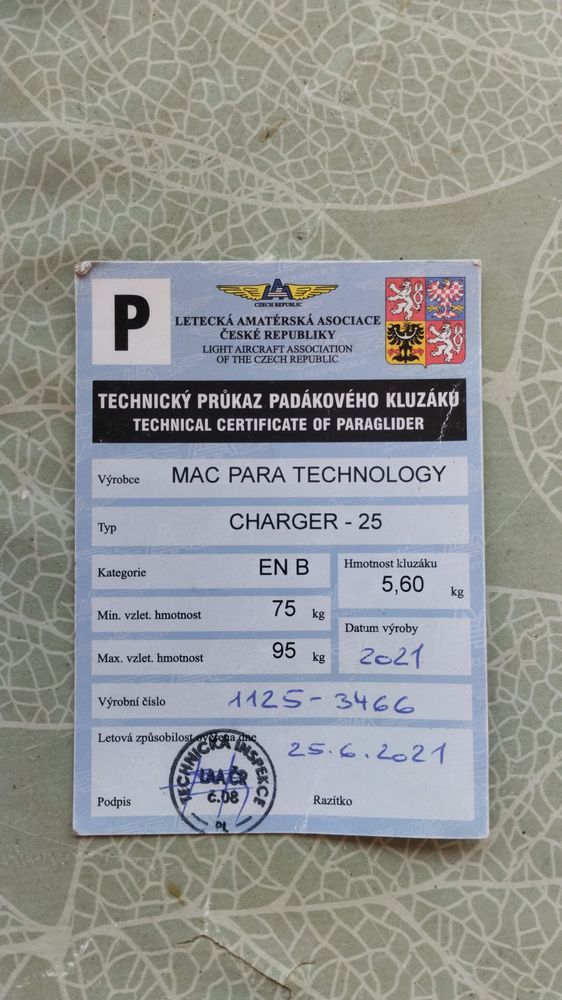 P
CZECH REPUBLIC
LETECKÁ AMATÉRSKÁ ASOCIACE
ČESKÉ REPUBLIKY
LIGHT AIRCRAFT ASSOCIATION
OF THE CZECH REPUBLIC
TECHNICKÝ PRŮKAZ PADÁKOVÉHO KLUZÁKU
TECHNICAL CERTIFICATE OF PARAGLIDER
Výrobce MAC PARA TECHNOLOGY
Typ CHARGER - 25
Kategorie EN B
Hmotnost kluzáku
5,60 kg
Min. vzlet. hmotnost 75 kg
Datum výroby
2021
Max. vzlet. hmotnost 95 kg
Výrobní číslo 1125-3466
Letová způsobilost ověřena dne 25.6.2021
TECHNICKÁ INSPEKCE
LAA ČR
č.08
PL
Podpis Razítko